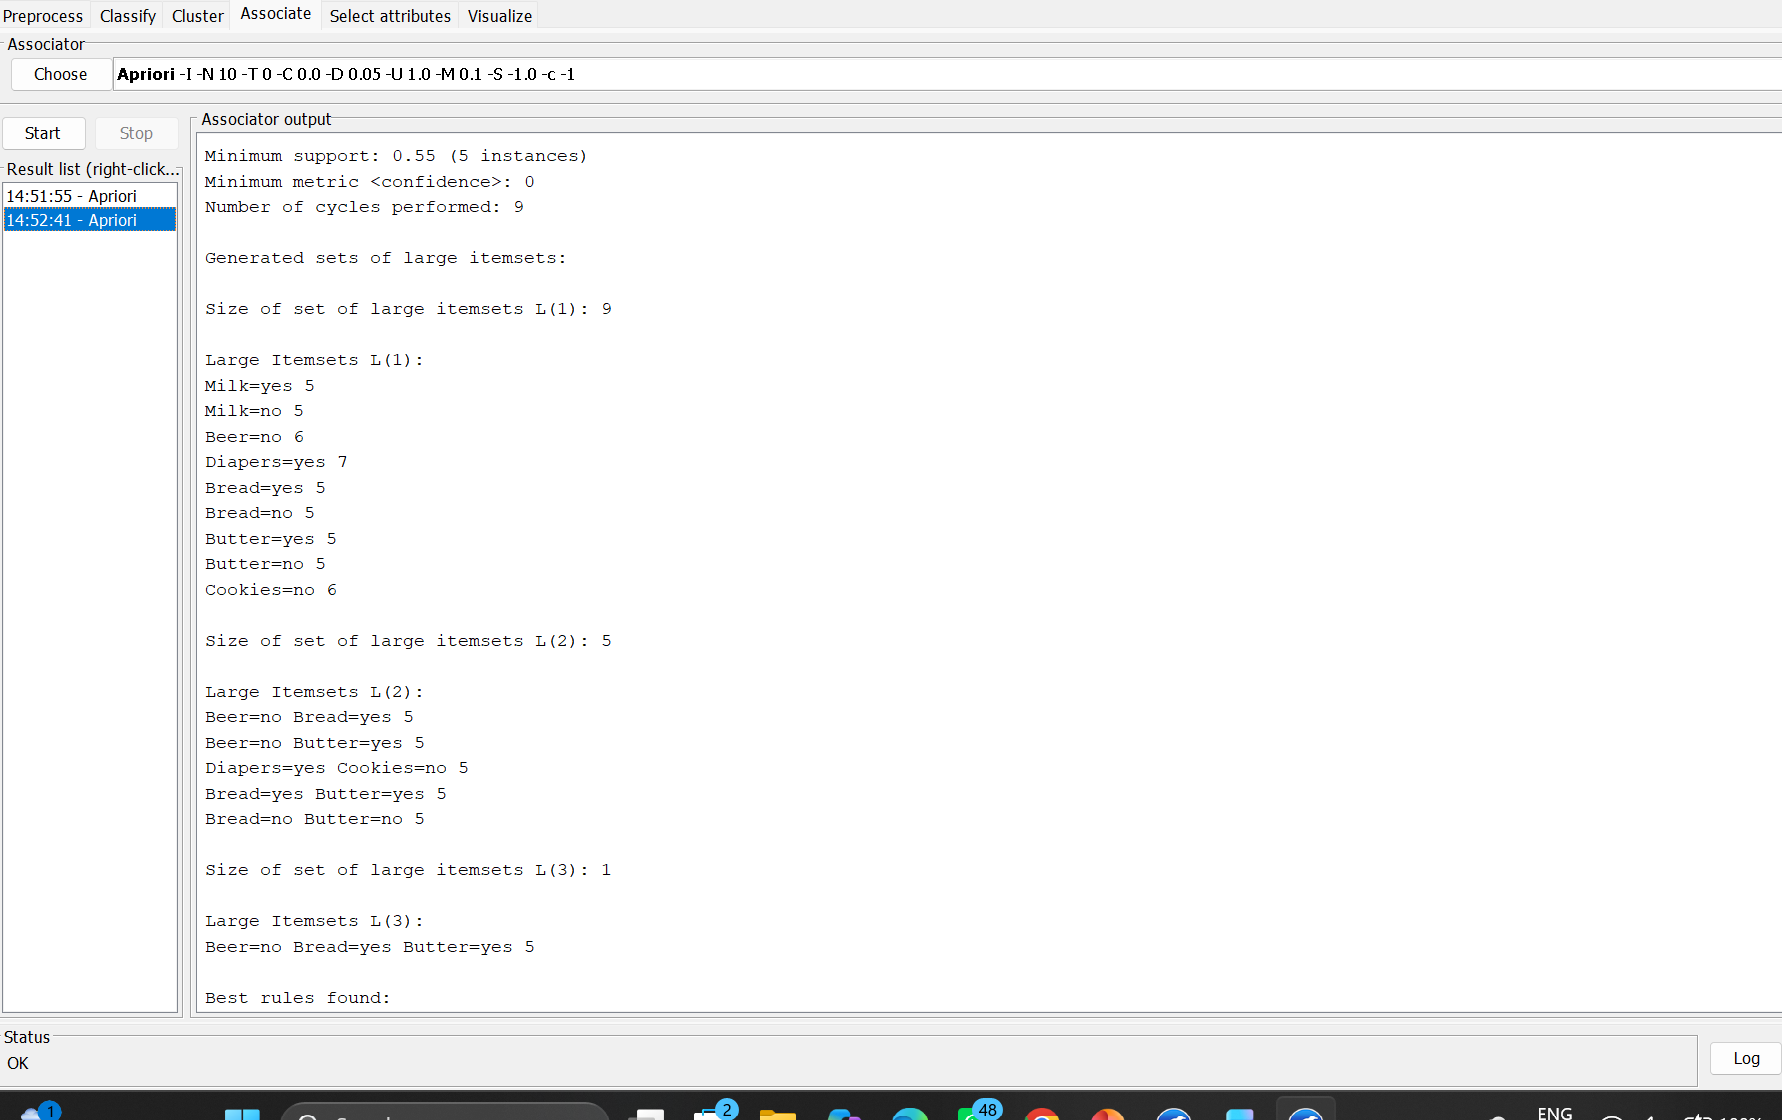 Preprocess Classify Cluster Associate Select attributes Visualize
Associator
Choose Apriori -I -N 10 -T 0 -C 0.0 -D 0.05 -U 1.0 -M 0.1 -S -1.0 -c -1
Start Stop
Result list (right-click...
14:51:55 - Apriori
14:52:41 - Apriori
Associator output
Minimum support: 0.55 (5 instances)
Minimum metric <confidence>: 0
Number of cycles performed: 9
Generated sets of large itemsets:
Size of set of large itemsets L(1): 9
Large Itemsets L(1):
Milk=yes 5
Milk=no 5
Beer=no 6
Diapers=yes 7
Bread=yes 5
Bread=no 5
Butter=yes 5
Butter=no 5
Cookies=no 6
Size of set of large itemsets L(2): 5
Large Itemsets L(2):
Beer=no Bread=yes 5
Beer=no Butter=yes 5
Diapers=yes Cookies=no 5
Bread=yes Butter=yes 5
Bread=no Butter=no 5
Size of set of large itemsets L(3): 1
Large Itemsets L(3):
Beer=no Bread=yes Butter=yes 5
Best rules found:
Status
OK
Log
1 2 48 ENG